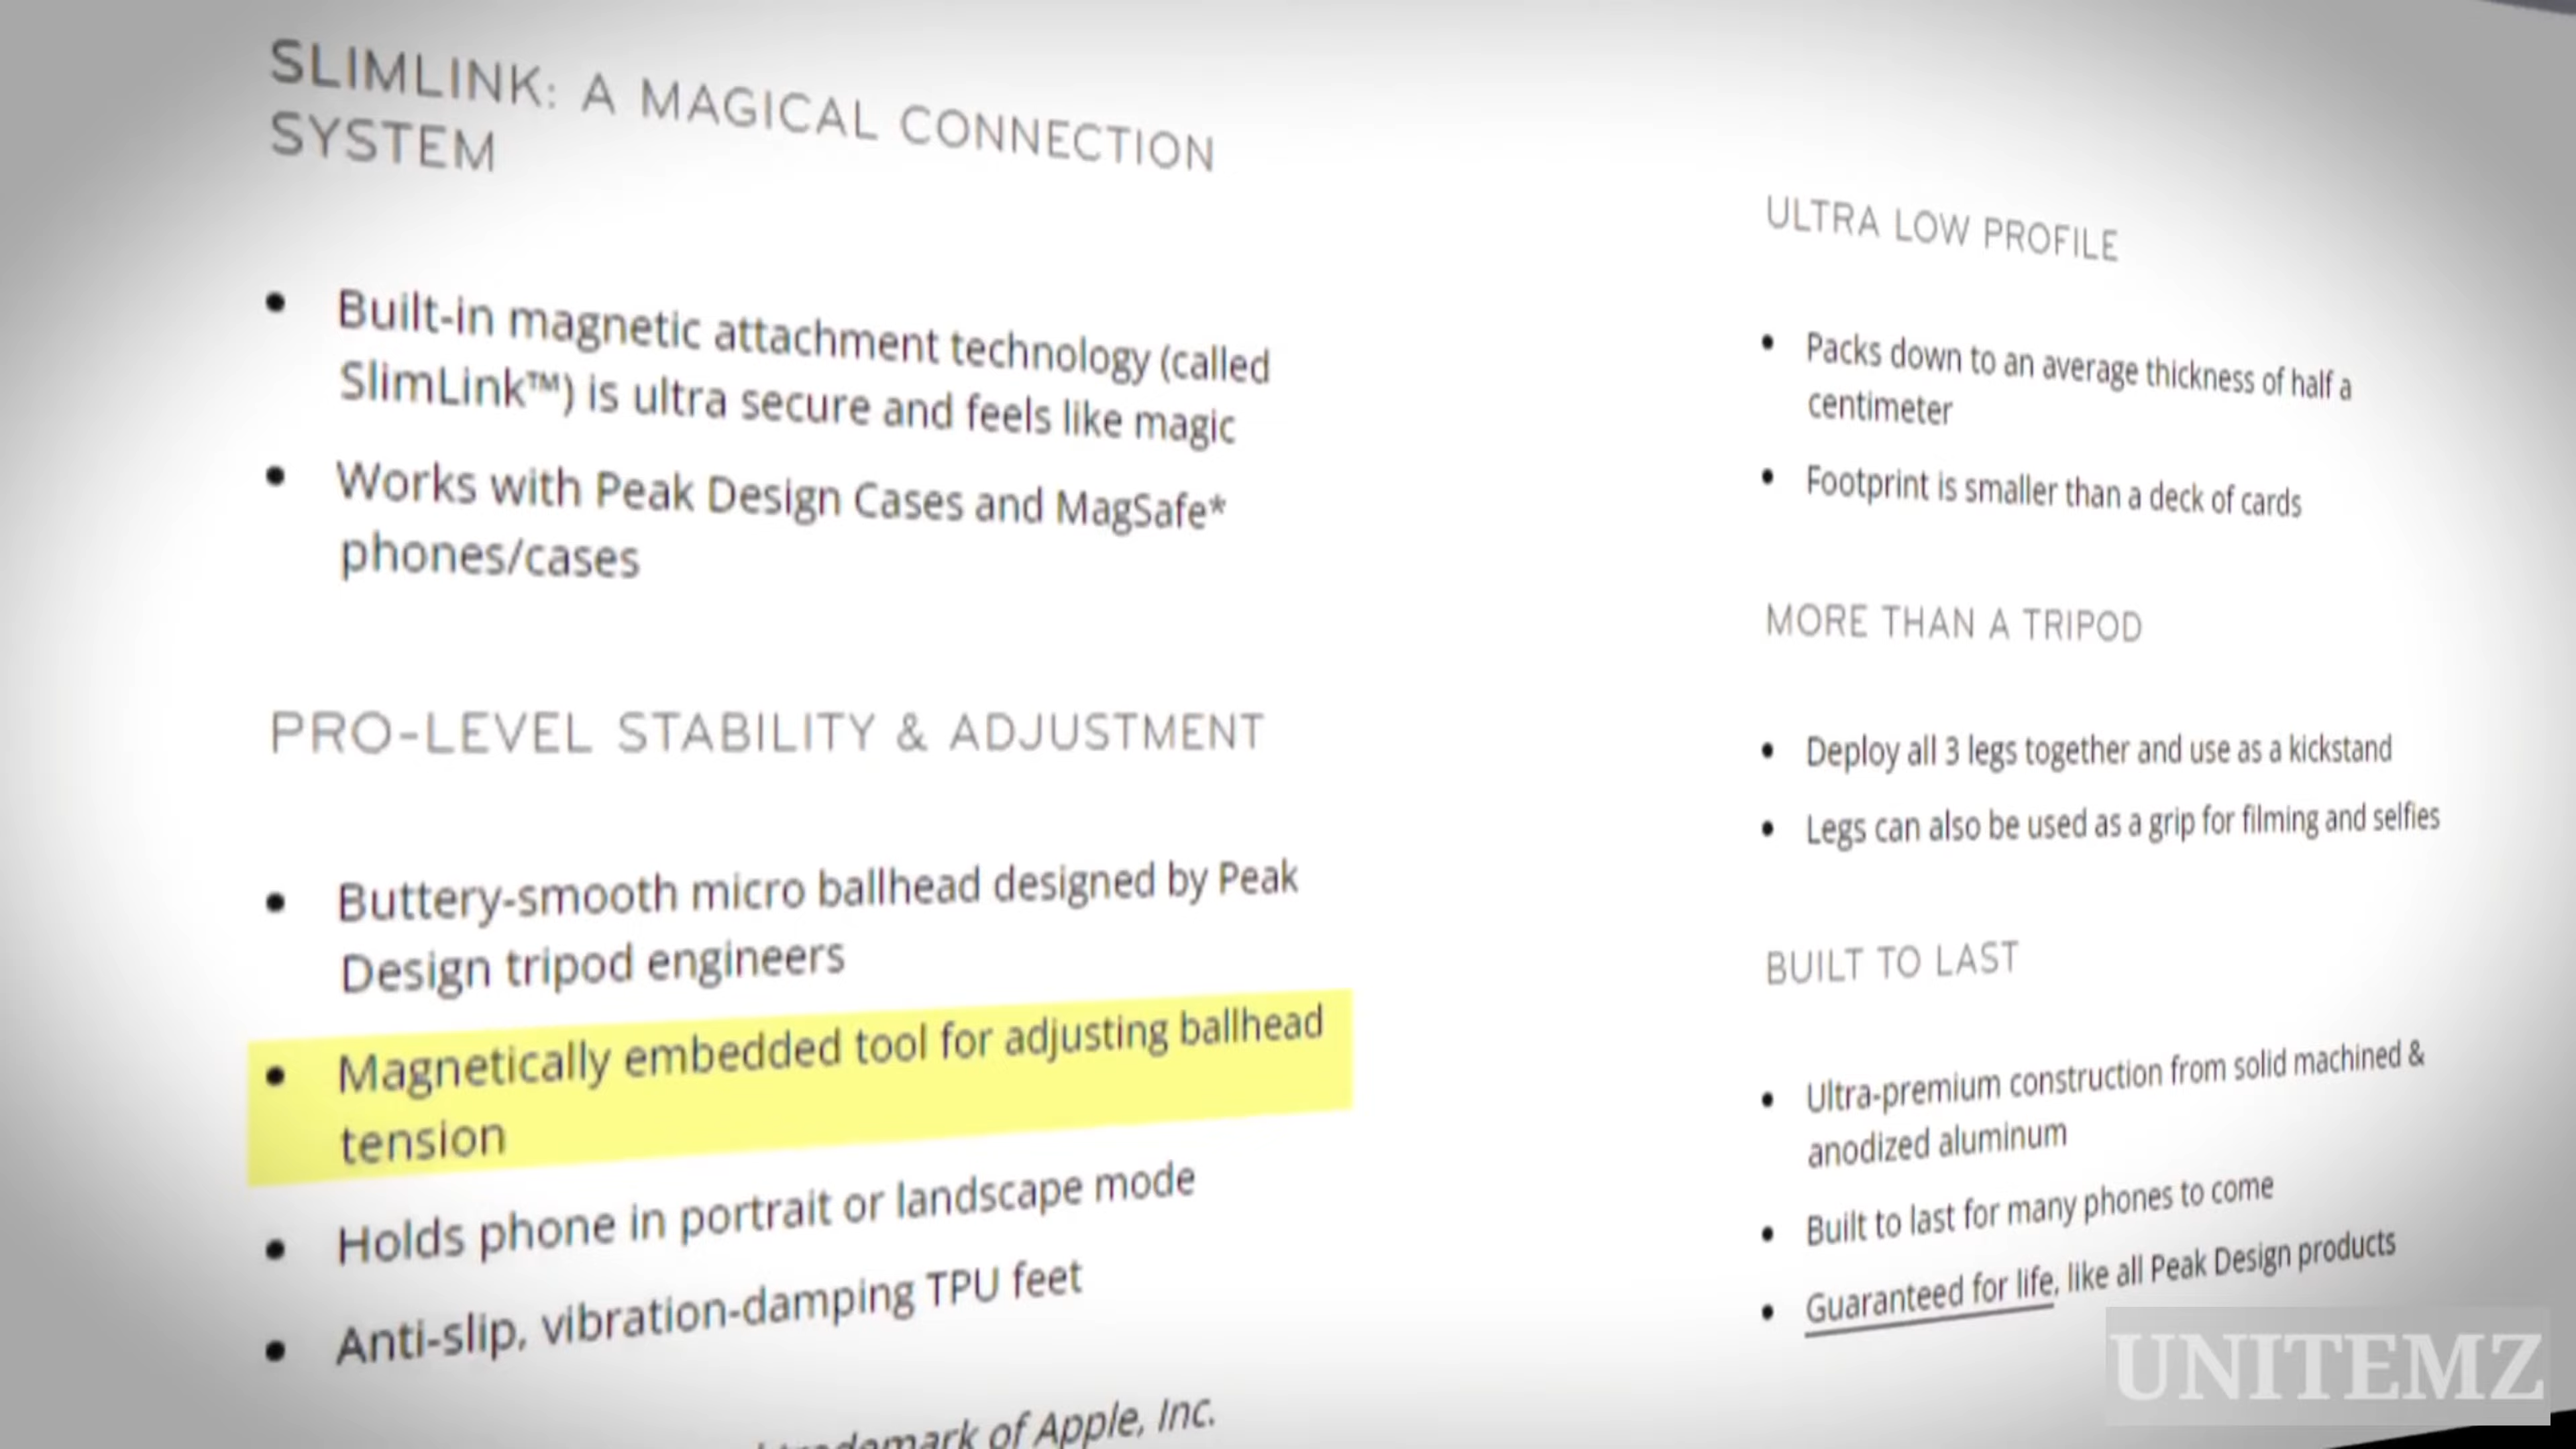 SLIMLINK: A MAGICAL CONNECTION
SYSTEM
• Built-in magnetic attachment technology (called
SlimLink™) is ultra secure and feels like magic
• Works with Peak Design Cases and MagSafe*
phones/cases
PRO-LEVEL STABILITY & ADJUSTMENT
• Buttery-smooth micro ballhead designed by Peak
Design tripod engineers
• Magnetically embedded tool for adjusting ballhead
tension
• Holds phone in portrait or landscape mode
• Anti-slip, vibration-damping TPU feet
of Apple, Inc.
ULTRA LOW PROFILE
• Packs down to an average thickness of half a
centimeter
• Footprint is smaller than a deck of cards
MORE THAN A TRIPOD
• Deploy all 3 legs together and use as a kickstand
• Legs can also be used as a grip for filming and selfies
BUILT TO LAST
• Ultra-premium construction from solid machined &
anodized aluminum
• Built to last for many phones to come
• Guaranteed for life, like all Peak Design products
UNITEMZ